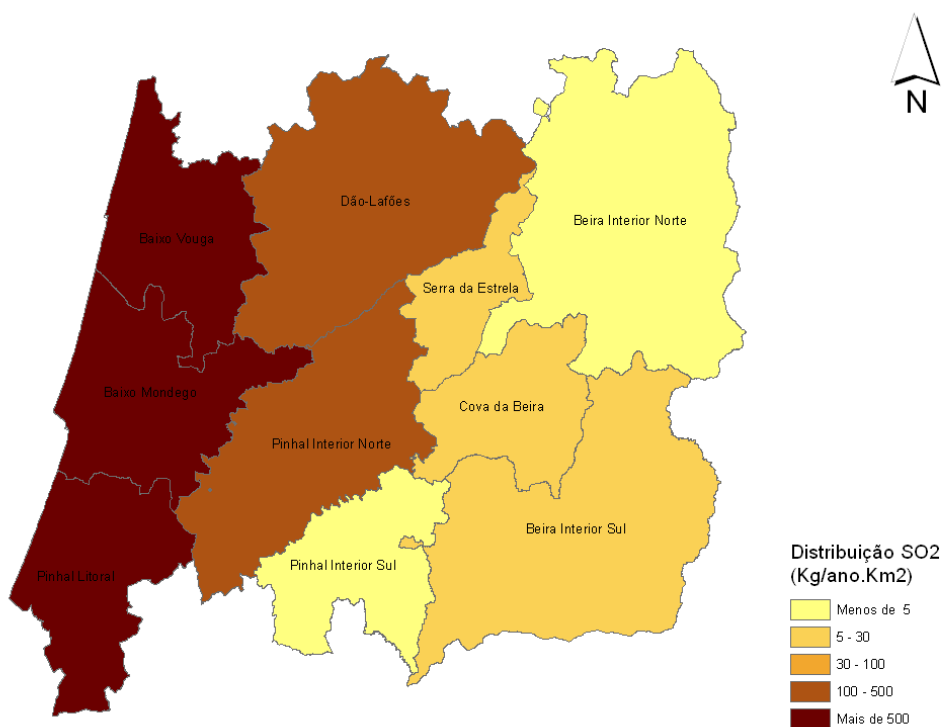 N
Dão-Lafões
Beira Interior Norte
Baixo Vouga
Serra da Estrela
Baixo Mondego
Cova da Beira
Pinhal Interior Norte
Beira Interior Sul
Pinhal Interior Sul
Pinhal Litoral
Distribuição SO2
(Kg/ano.Km2)
Menos de 5
5 - 30
30 - 100
100 - 500
Mais de 500